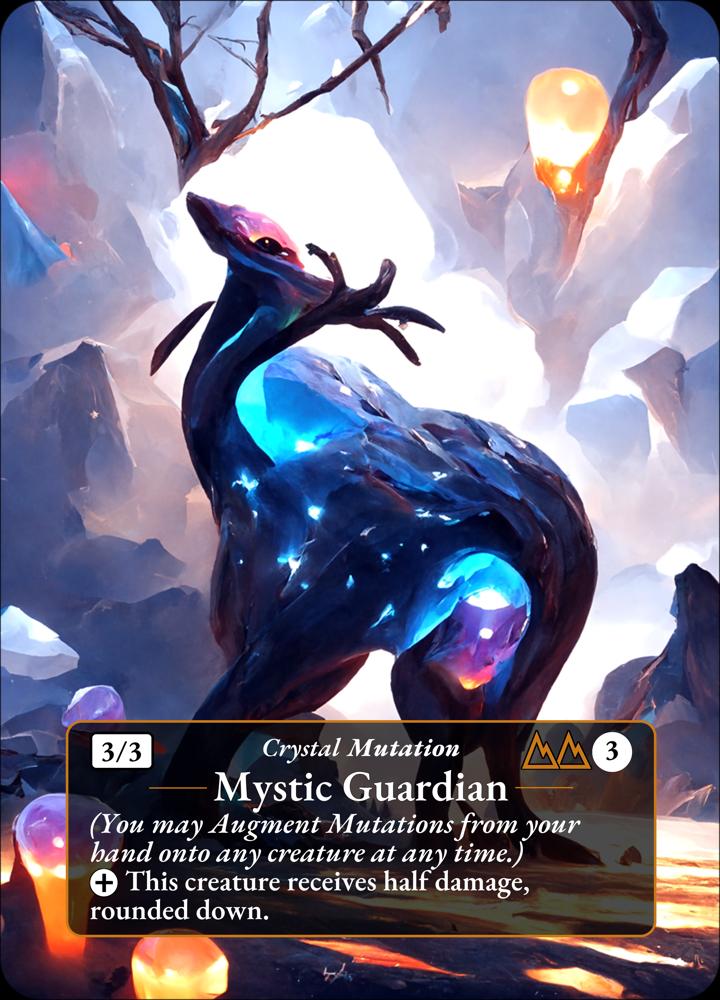 3/3 Crystal Mutation 3
Mystic Guardian
(You may Augment Mutations from your
hand onto any creature at any time.)
This creature receives half damage,
rounded down.